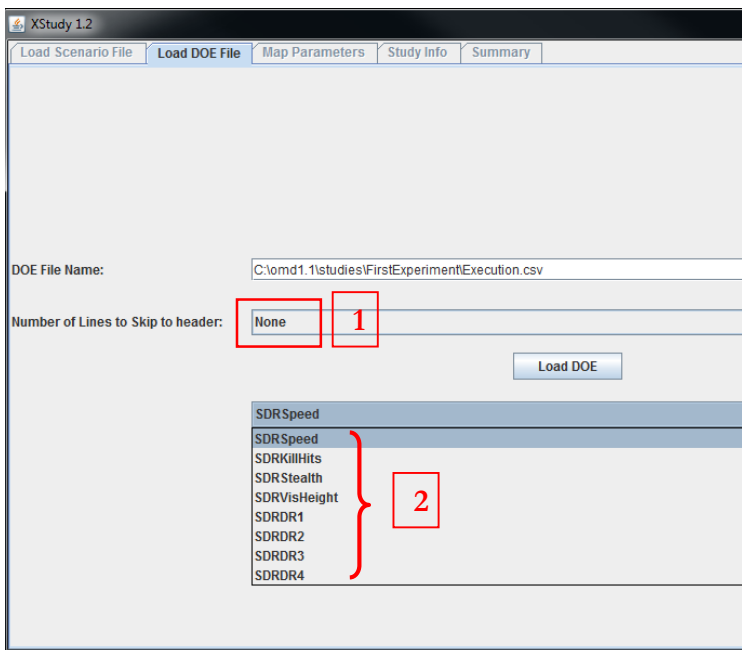 XStudy 1.2
Load Scenario File Load DOE File Map Parameters Study Info Summary
DOE File Name: C:\omd1.1\studies\FirstExperiment\Execution.csv
Number of Lines to Skip to header: None 1
Load DOE
SDRSpeed
SDRSpeed
SDRKillHits
SDRStealth
SDRVisHeight
SDRDR1
SDRDR2
SDRDR3
SDRDR4
2